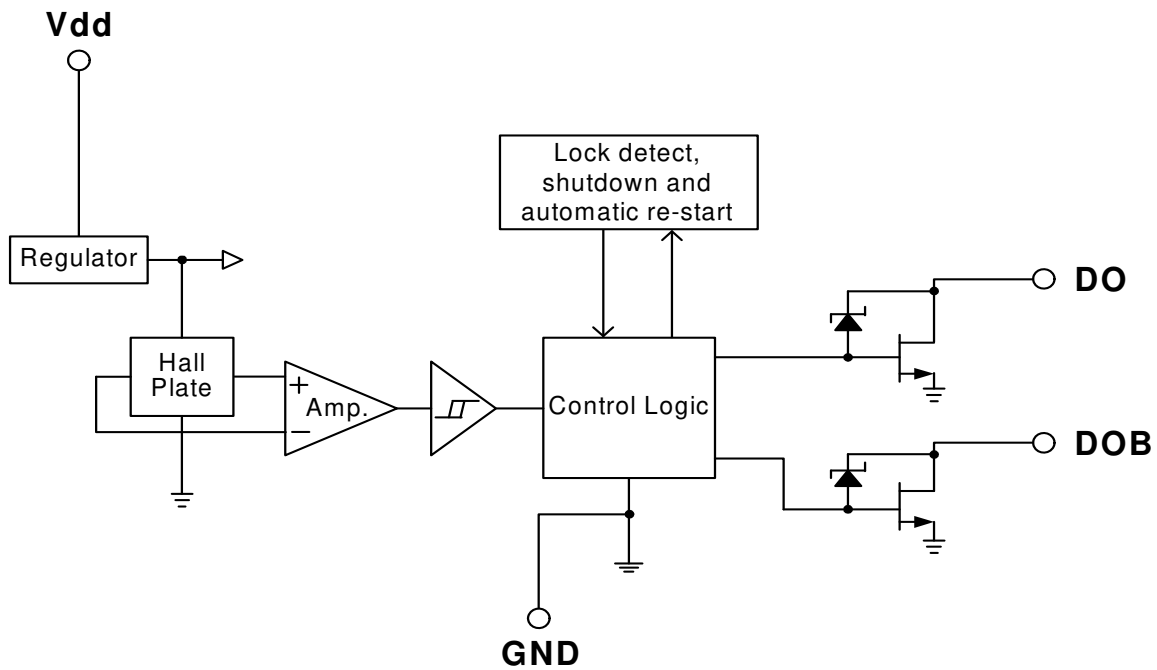 Vdd
Lock detect,
shutdown and
automatic re-start
Regulator
DO
Hall
Plate
+
Amp.
−
Control Logic
DOB
GND